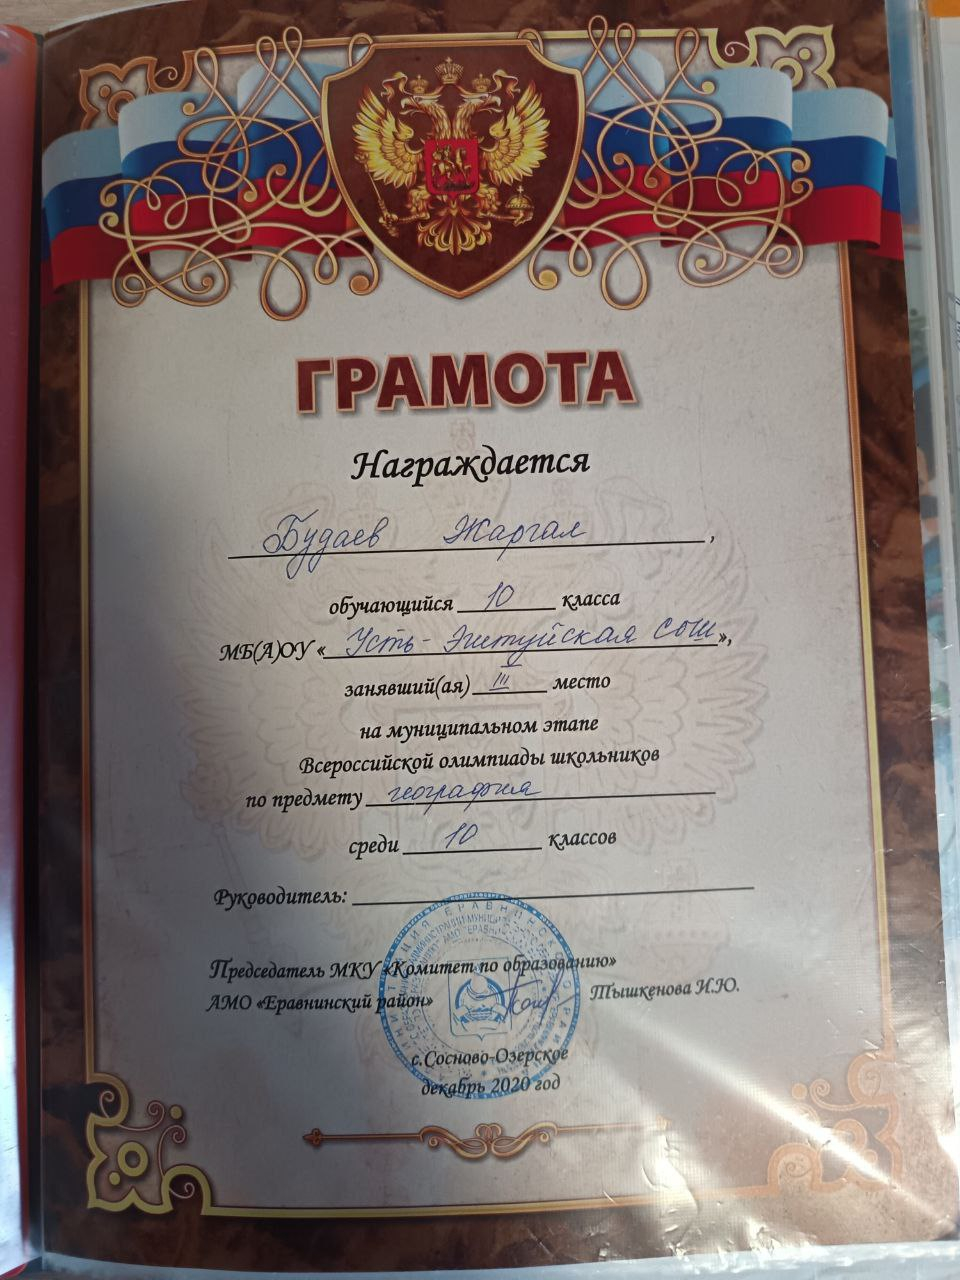 ГРАМОТА
Награждается
Будаев Жаргал,
обучающийся 10 класса
МБ(А)ОУ «Усть-Эгитуйская СОШ»,
занявший(ая) III место
на муниципальном этапе
Всероссийской олимпиады школьников
по предмету география
среди 10 классов
Руководитель:
Председатель МКУ «Комитет по образованию»
АМО «Еравнинский район» Тышкенова И.Ю.
с.Сосново-Озерское
декабрь 2020 год